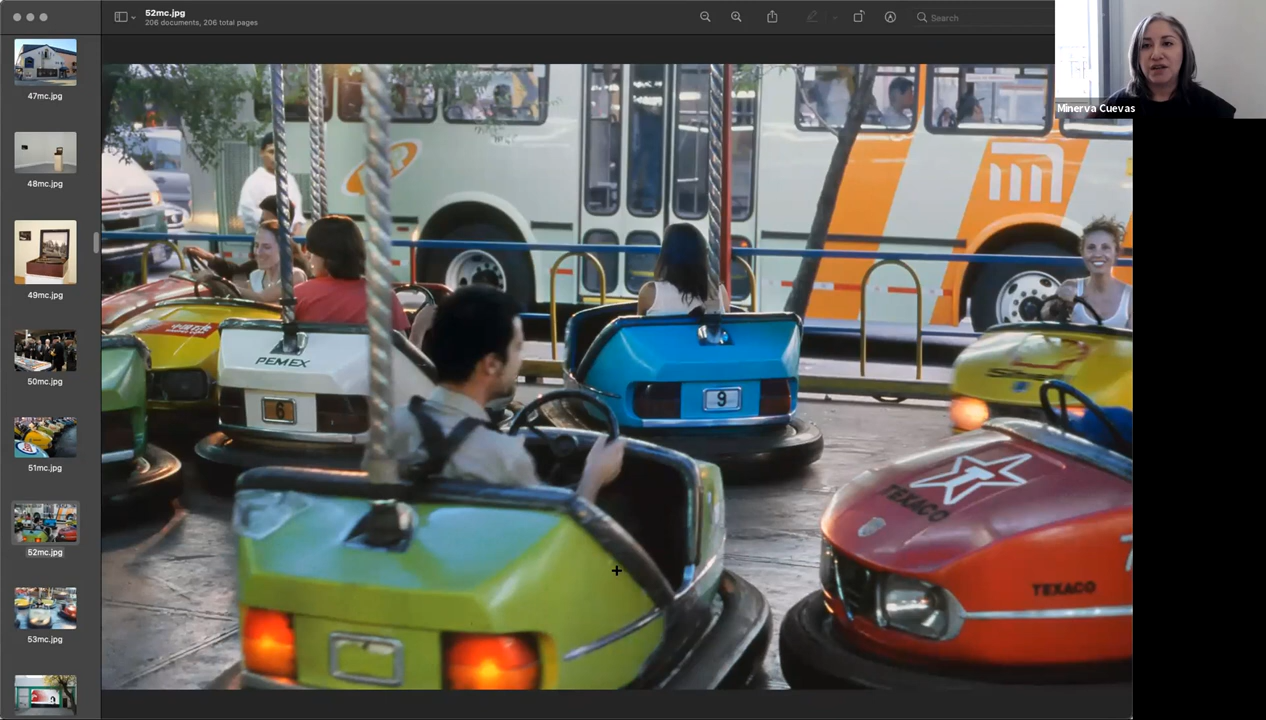 52mc.jpg
206 documents, 206 total pages
Search
Minerva Cuevas
47mc.jpg
48mc.jpg
49mc.jpg
50mc.jpg
51mc.jpg
52mc.jpg
53mc.jpg
PEMEX
6
9
TEXACO
T
TEXACO